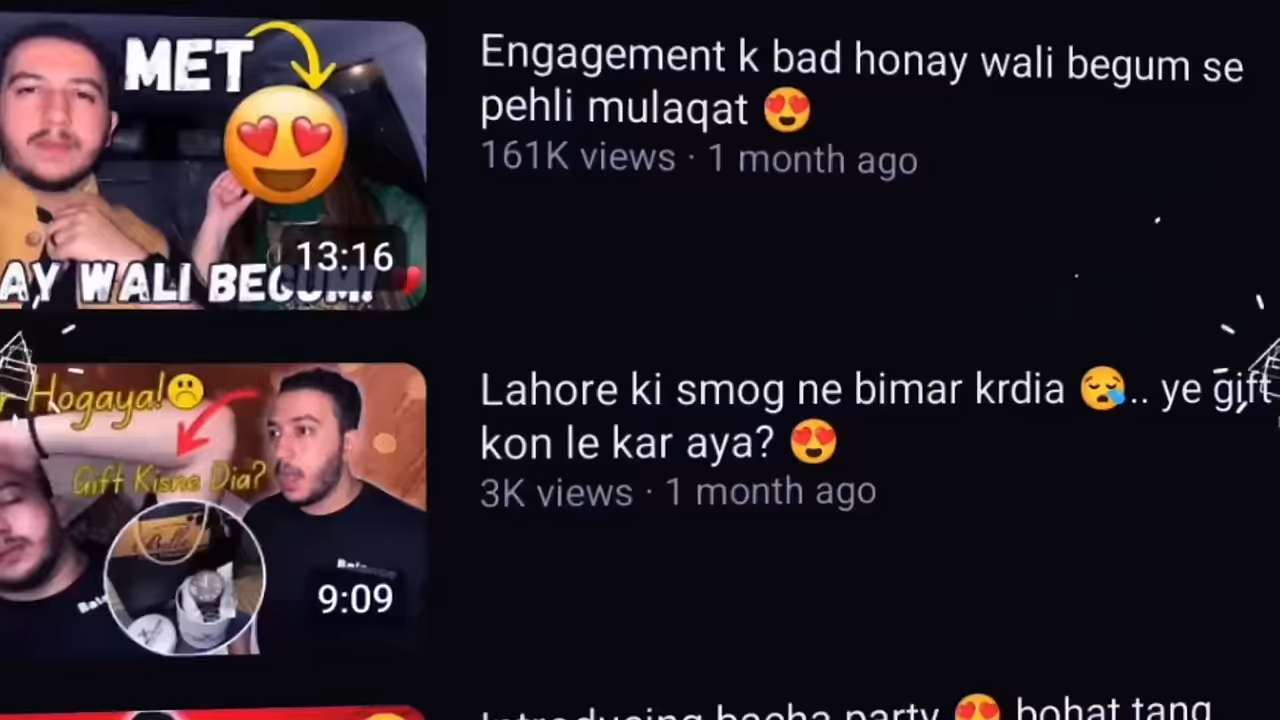 MET
AY WALI BEGUM!
13:16
Engagement k bad honay wali begum se
pehli mulaqat 😍
161K views · 1 month ago
Hogaya!
Gift Kisne Dia?
9:09
Lahore ki smog ne bimar krdia 😪.. ye gift
kon le kar aya? 😍
3K views · 1 month ago
Introducing bacha party 😍 bohat tang